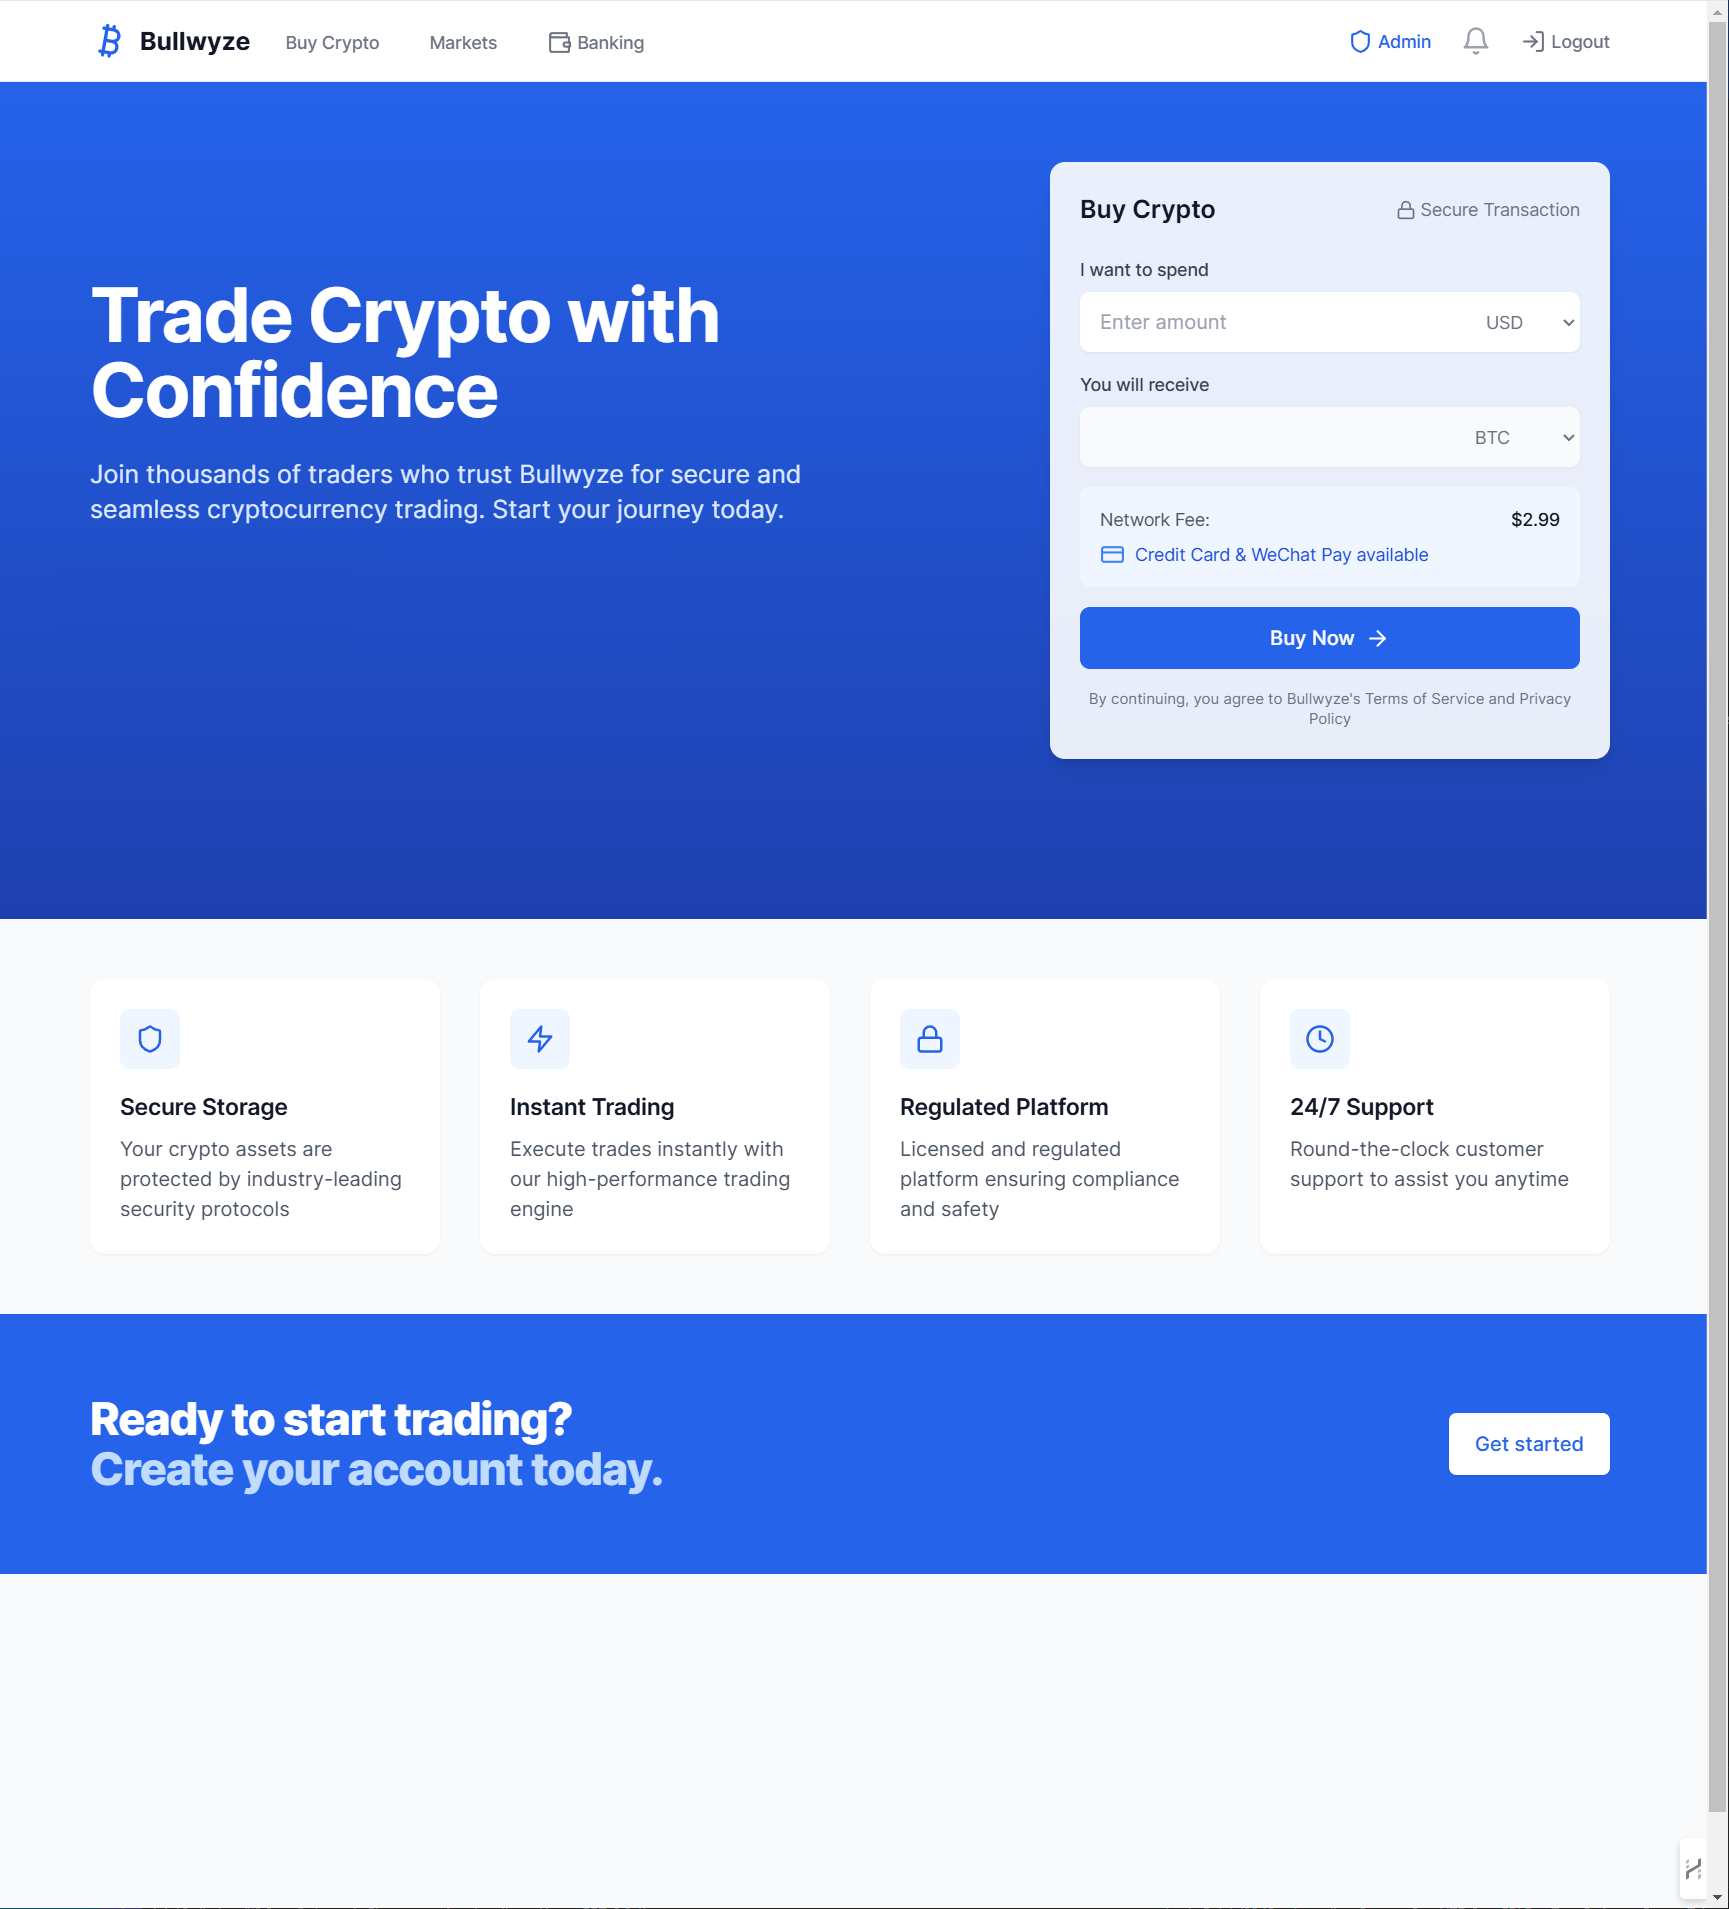 Bullwyze
Buy Crypto
Markets
Banking
Admin
Logout
Trade Crypto with
Confidence
Join thousands of traders who trust Bullwyze for secure and
seamless cryptocurrency trading. Start your journey today.
Buy Crypto
Secure Transaction
I want to spend
Enter amount
USD
You will receive
BTC
Network Fee:
$2.99
Credit Card & WeChat Pay available
Buy Now
By continuing, you agree to Bullwyze's Terms of Service and Privacy
Policy
Secure Storage
Your crypto assets are
protected by industry-leading
security protocols
Instant Trading
Execute trades instantly with
our high-performance trading
engine
Regulated Platform
Licensed and regulated
platform ensuring compliance
and safety
24/7 Support
Round-the-clock customer
support to assist you anytime
Ready to start trading?
Create your account today.
Get started